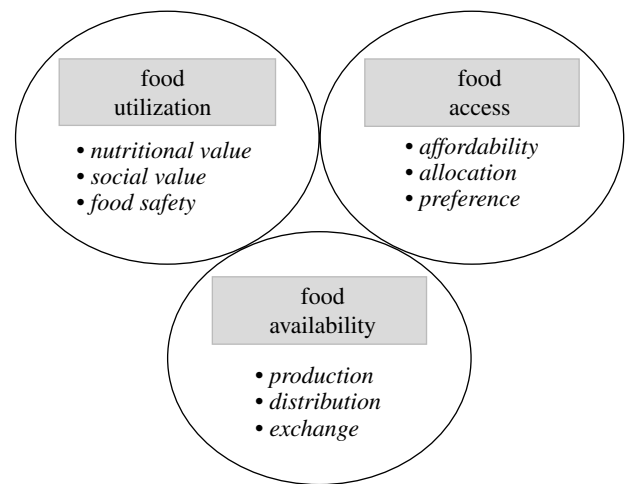 food
utilization
• nutritional value
• social value
• food safety
food
access
• affordability
• allocation
• preference
food
availability
• production
• distribution
• exchange